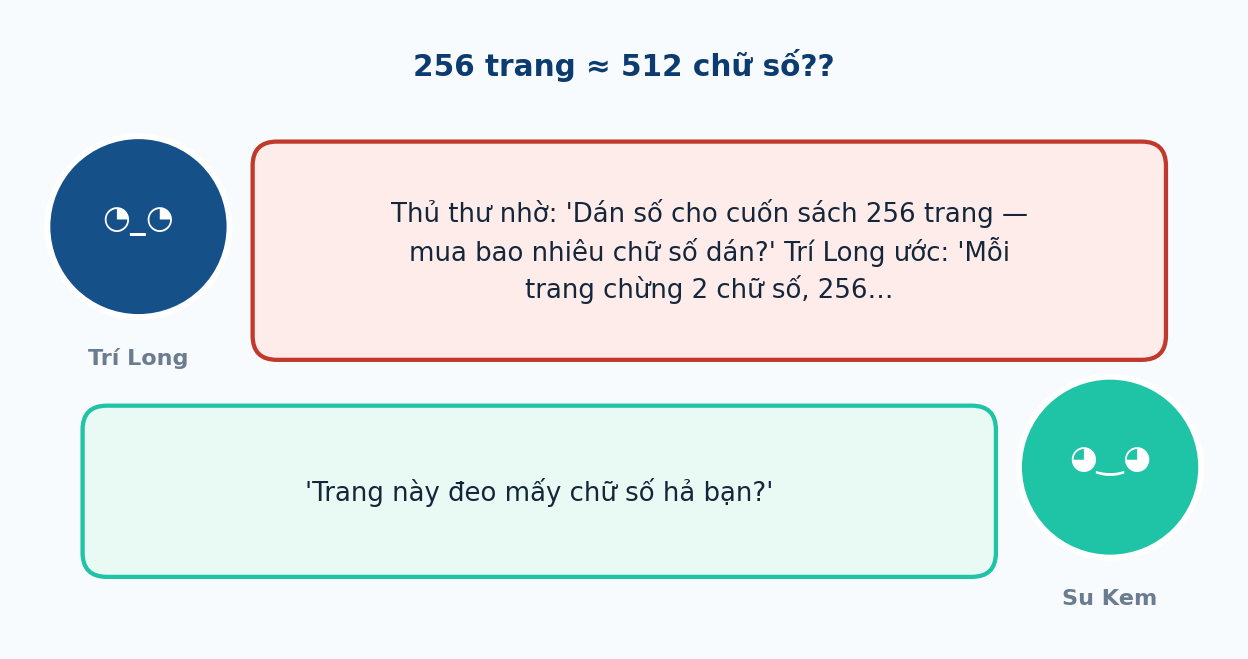 256 trang ≈ 512 chữ số??
Thủ thư nhờ: 'Dán số cho cuốn sách 256 trang —
mua bao nhiêu chữ số dán?' Trí Long ước: 'Mỗi
trang chừng 2 chữ số, 256...
Trí Long
'Trang này đeo mấy chữ số hả bạn?'
Su Kem